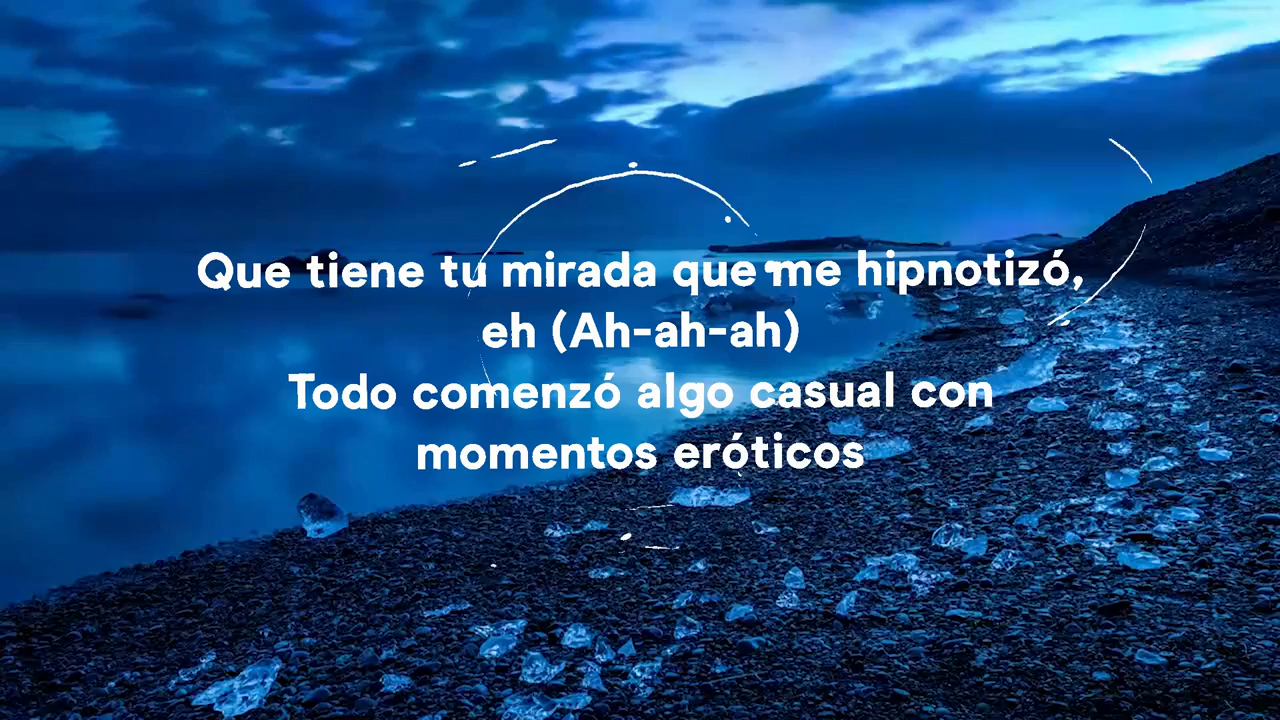 Que tiene tu mirada que me hipnotizó,
eh (Ah-ah-ah)
Todo comenzó algo casual con
momentos eróticos